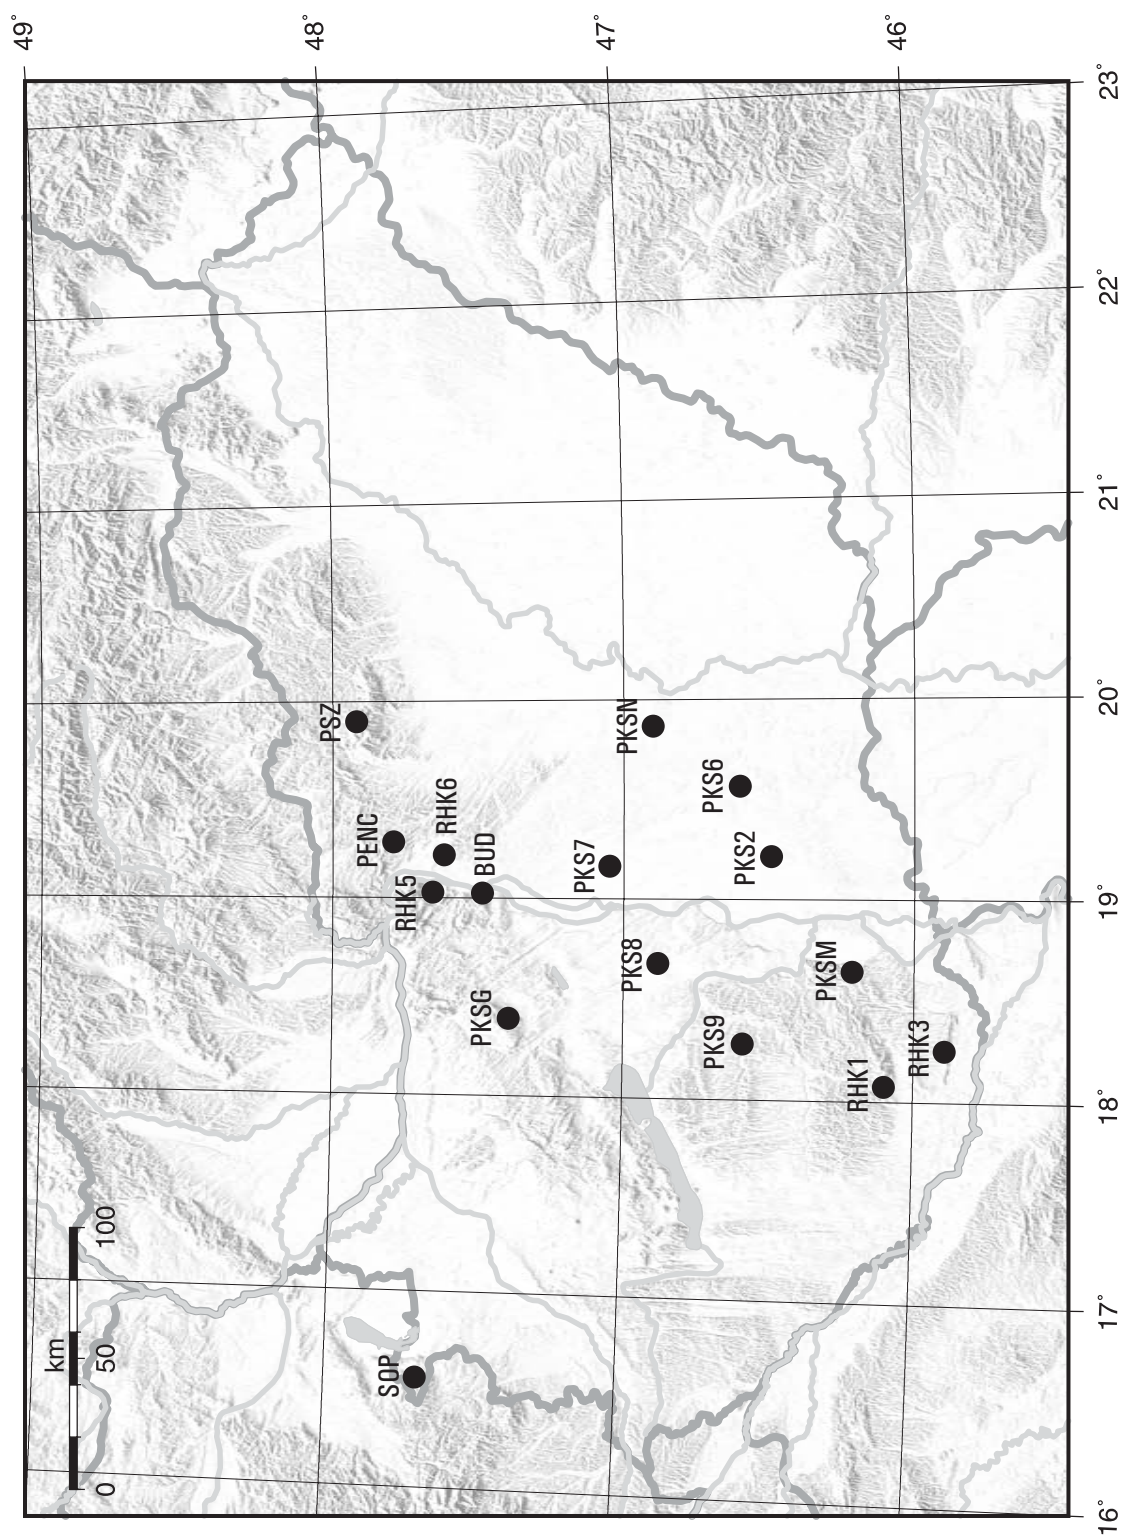 49°
48°
47°
46°
16°
17°
18°
19°
20°
21°
22°
23°
km
0
50
100
SOP
PSZ
PENC
RHK6
RHK5
BUD
PKSG
PKS7
PKSN
PKS8
PKS6
PKS2
PKS9
PKSM
RHK1
RHK3